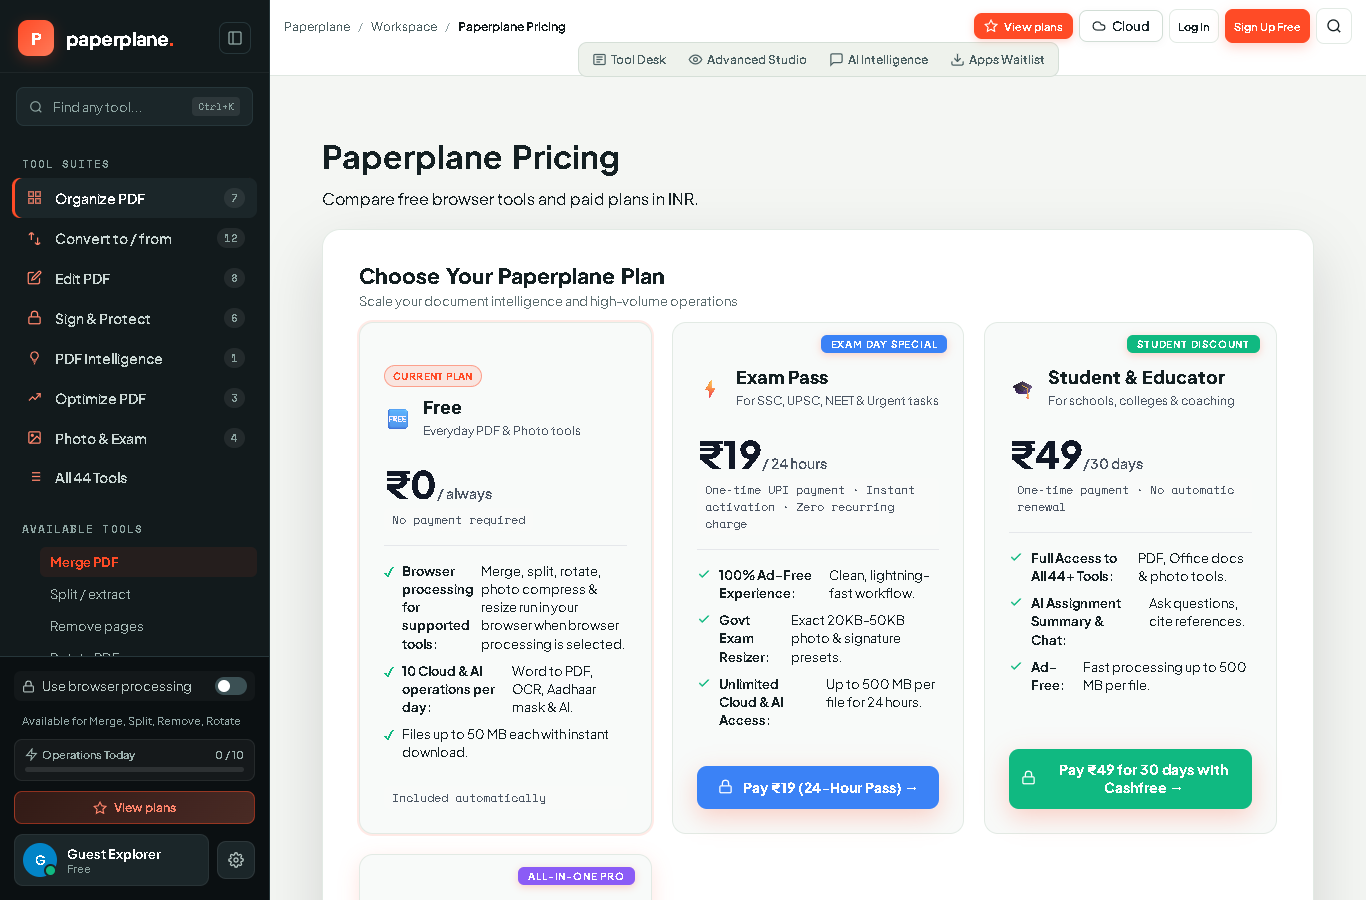 P paperplane.
Find any tool... Ctrl+K
TOOL SUITES
Organize PDF 7
Convert to / from 12
Edit PDF 8
Sign & Protect 6
PDF Intelligence 1
Optimize PDF 3
Photo & Exam 4
All 44 Tools
AVAILABLE TOOLS
Merge PDF
Split / extract
Remove pages
Rotate PDF
Use browser processing
Available for Merge, Split, Remove, Rotate
Operations Today 0 / 10
View plans
G Guest Explorer
Free
Paperplane / Workspace / Paperplane Pricing
View plans Cloud Log In Sign Up Free
Tool Desk Advanced Studio AI Intelligence Apps Waitlist
Paperplane Pricing
Compare free browser tools and paid plans in INR.
Choose Your Paperplane Plan
Scale your document intelligence and high-volume operations
CURRENT PLAN
FREE Free
Everyday PDF & Photo tools
₹0 / always
No payment required
Browser processing for supported tools: Merge, split, rotate, photo compress & resize run in your browser when browser processing is selected.
10 Cloud & AI operations per day: Word to PDF, OCR, Aadhaar mask & AI.
Files up to 50 MB each with instant
download.
Included automatically
EXAM DAY SPECIAL
Exam Pass
For SSC, UPSC, NEET & Urgent tasks
₹19 / 24 hours
One-time UPI payment · Instant
activation · Zero recurring
charge
100% Ad-Free Experience: Clean, lightning-fast workflow.
Govt Exam Resizer: Exact 20KB-50KB photo & signature presets.
Unlimited Cloud & AI Access: Up to 500 MB per file for 24 hours.
Pay ₹19 (24-Hour Pass) →
STUDENT DISCOUNT
Student & Educator
For schools, colleges & coaching
₹49 /30 days
One-time payment · No automatic
renewal
Full Access to All 44+ Tools: PDF, Office docs & photo tools.
AI Assignment Summary & Chat: Ask questions, cite references.
Ad-Free: Fast processing up to 500 MB per file.
Pay ₹49 for 30 days with
Cashfree →
ALL-IN-ONE PRO